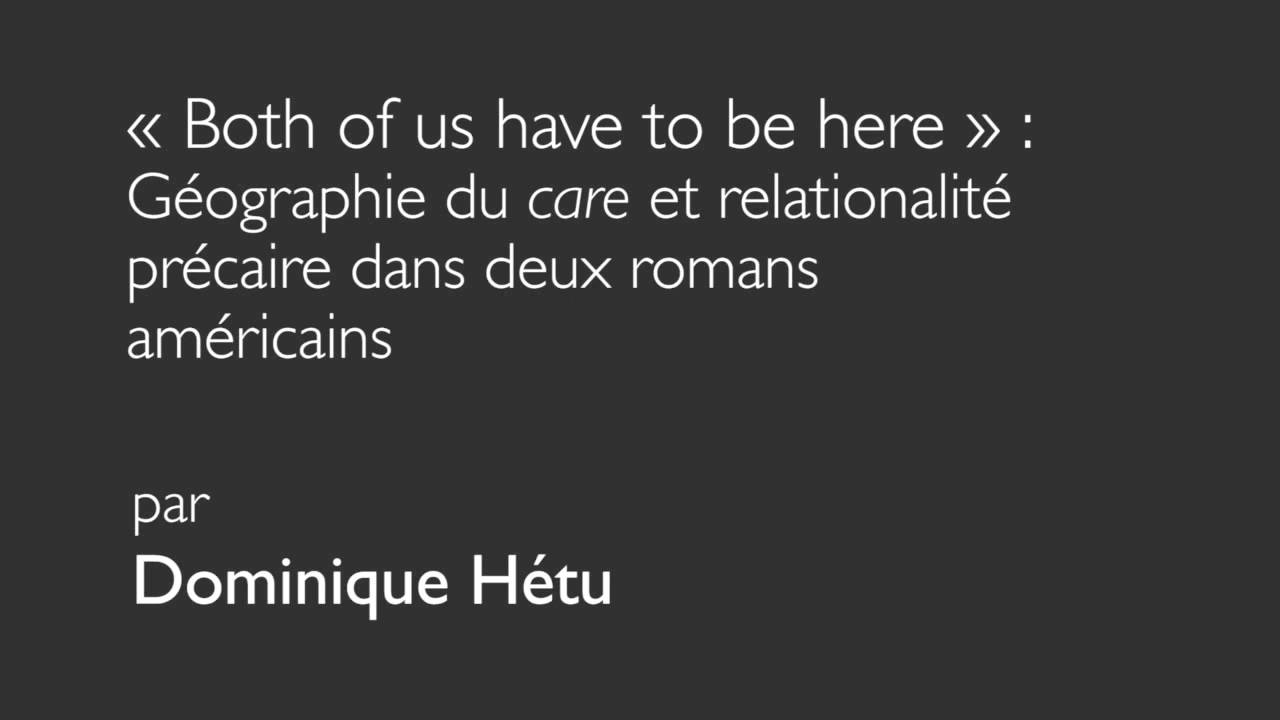 « Both of us have to be here » :
Géographie du care et relationalité
précaire dans deux romans
américains
par
Dominique Hétu